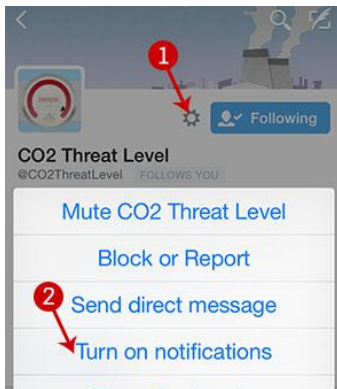 1
CRITICAL
Following
CO2 Threat Level
@CO2ThreatLevel FOLLOWS YOU
Mute CO2 Threat Level
Block or Report
2
Send direct message
Turn on notifications